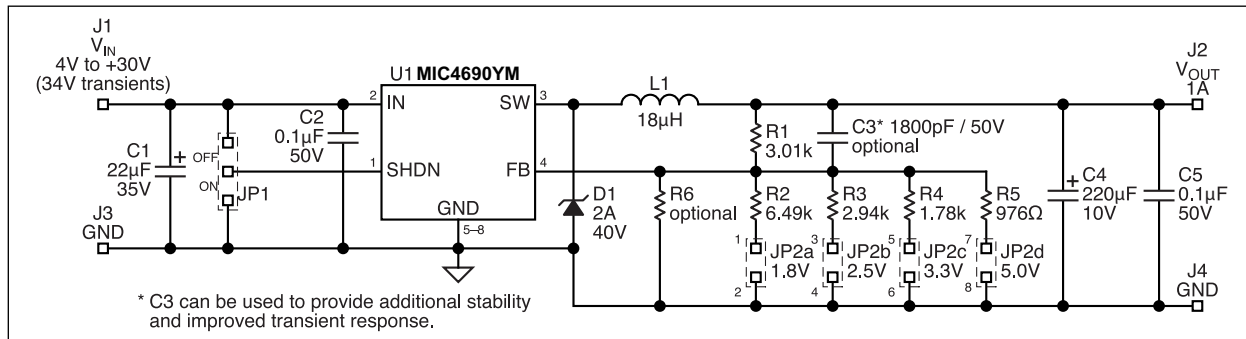 J1
VIN
4V to +30V
(34V transients)
U1 MIC4690YM
2
IN
SW
3
L1
18µH
J2
VOUT
1A
C1
22µF
35V
+
OFF
ON
JP1
C2
0.1µF
50V
1
SHDN
FB
4
GND
5–8
J3
GND
D1
2A
40V
R1
3.01k
C3* 1800pF / 50V
optional
R6
optional
R2
6.49k
R3
2.94k
R4
1.78k
R5
976Ω
+
C4
220µF
10V
C5
0.1µF
50V
1
JP2a
1.8V
2
3
JP2b
2.5V
4
5
JP2c
3.3V
6
7
JP2d
5.0V
8
J4
GND
* C3 can be used to provide additional stability
and improved transient response.